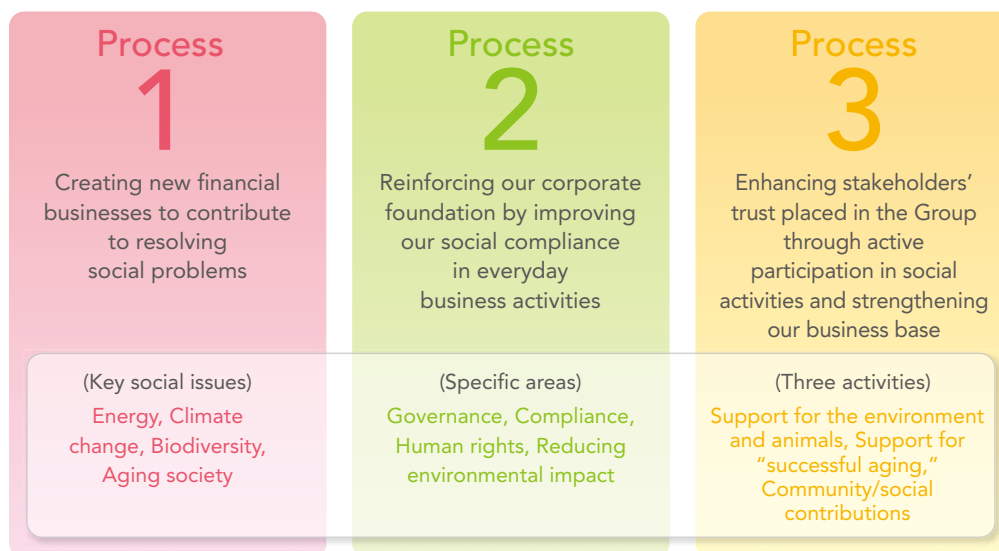 Process
1
Creating new financial
businesses to contribute
to resolving
social problems
(Key social issues)
Energy, Climate
change, Biodiversity,
Aging society
Process
2
Reinforcing our corporate
foundation by improving
our social compliance
in everyday
business activities
(Specific areas)
Governance, Compliance,
Human rights, Reducing
environmental impact
Process
3
Enhancing stakeholders’
trust placed in the Group
through active
participation in social
activities and strengthening
our business base
(Three activities)
Support for the environment
and animals, Support for
“successful aging,”
Community/social
contributions